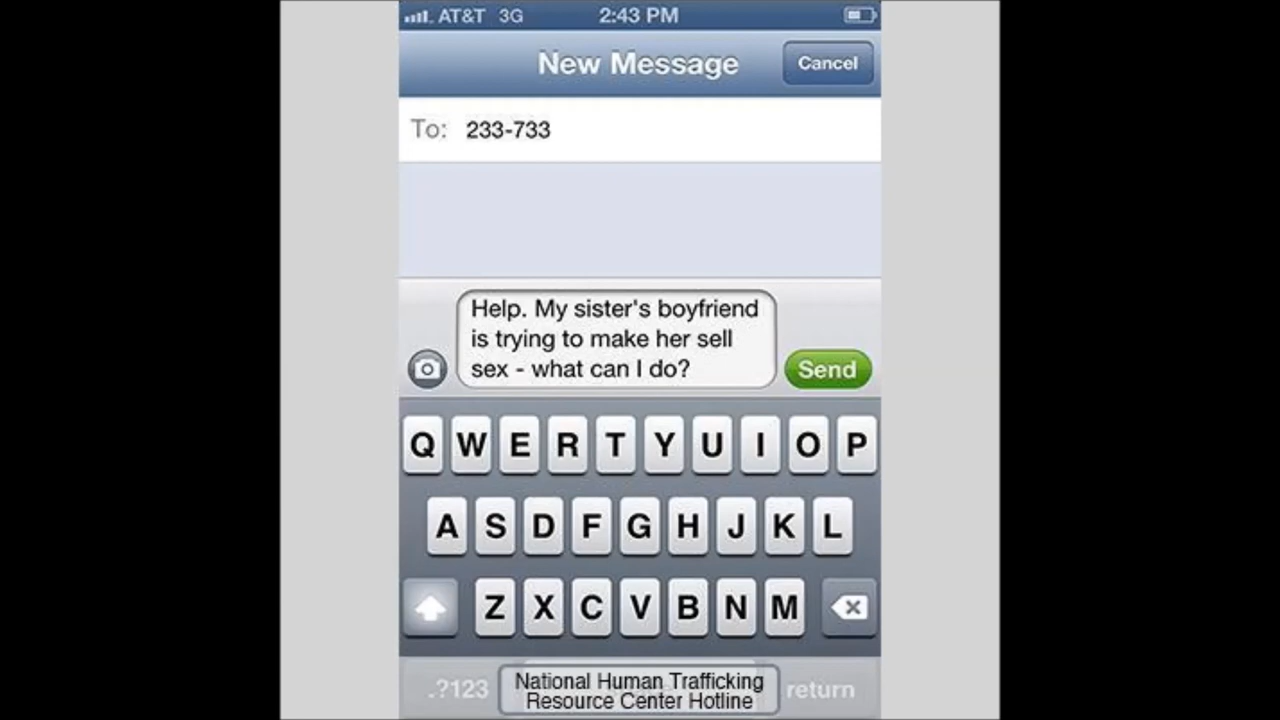 AT&T 3G 2:43 PM
New Message Cancel
To: 233-733
Help. My sister's boyfriend
is trying to make her sell
sex - what can I do?
Send
Q W E R T Y U I O P
A S D F G H J K L
Z X C V B N M
.?123 return
National Human Trafficking
Resource Center Hotline